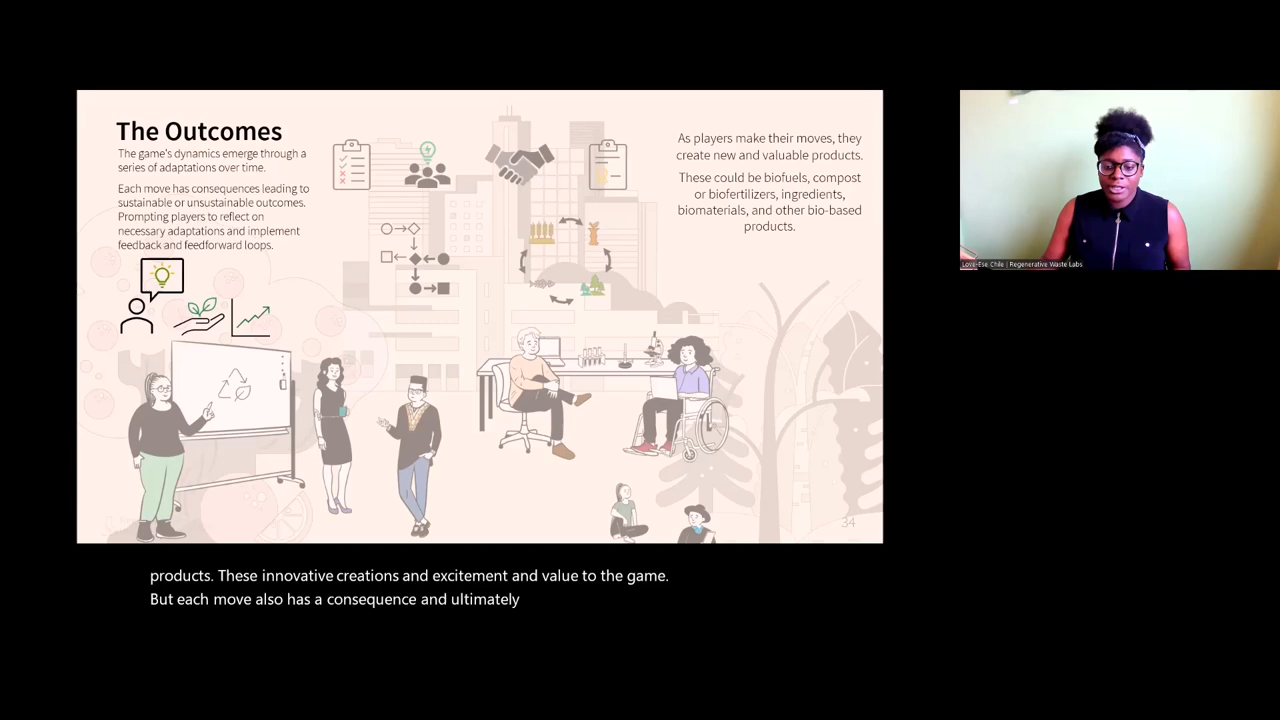 The Outcomes
The game's dynamics emerge through a
series of adaptations over time.
Each move has consequences leading to
sustainable or unsustainable outcomes.
Prompting players to reflect on
necessary adaptations and implement
feedback and feedforward loops.
As players make their moves, they
create new and valuable products.
These could be biofuels, compost
or biofertilizers, ingredients,
biomaterials, and other bio-based
products.
34
Love-Ese Chile | Regenerative Waste Labs
products. These innovative creations and excitement and value to the game.
But each move also has a consequence and ultimately